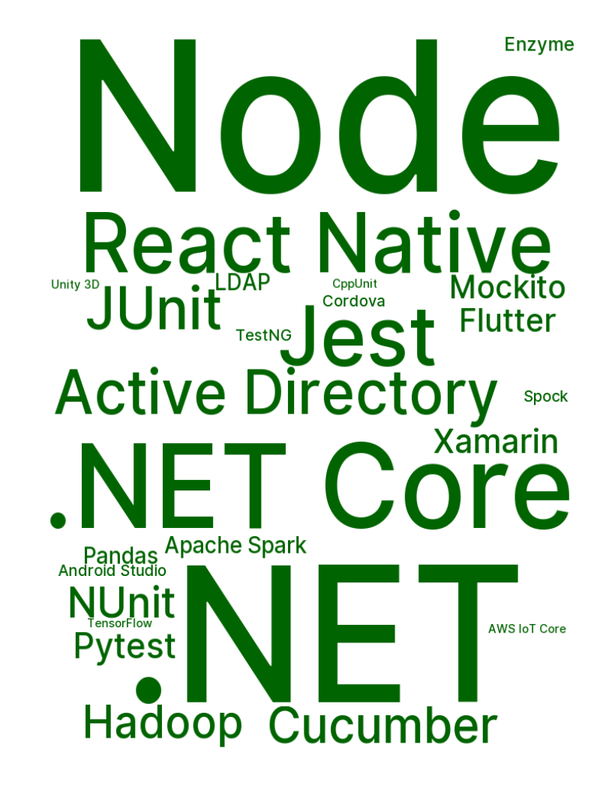 Enzyme
Node
React Native
Unity 3D
LDAP
CppUnit
Mockito
JUnit
Cordova
Flutter
TestNG
Jest
Active Directory
Spock
Xamarin
.NET Core
Apache Spark
Pandas
Android Studio
NUnit
TensorFlow
AWS IoT Core
Pytest
.NET
Hadoop
Cucumber